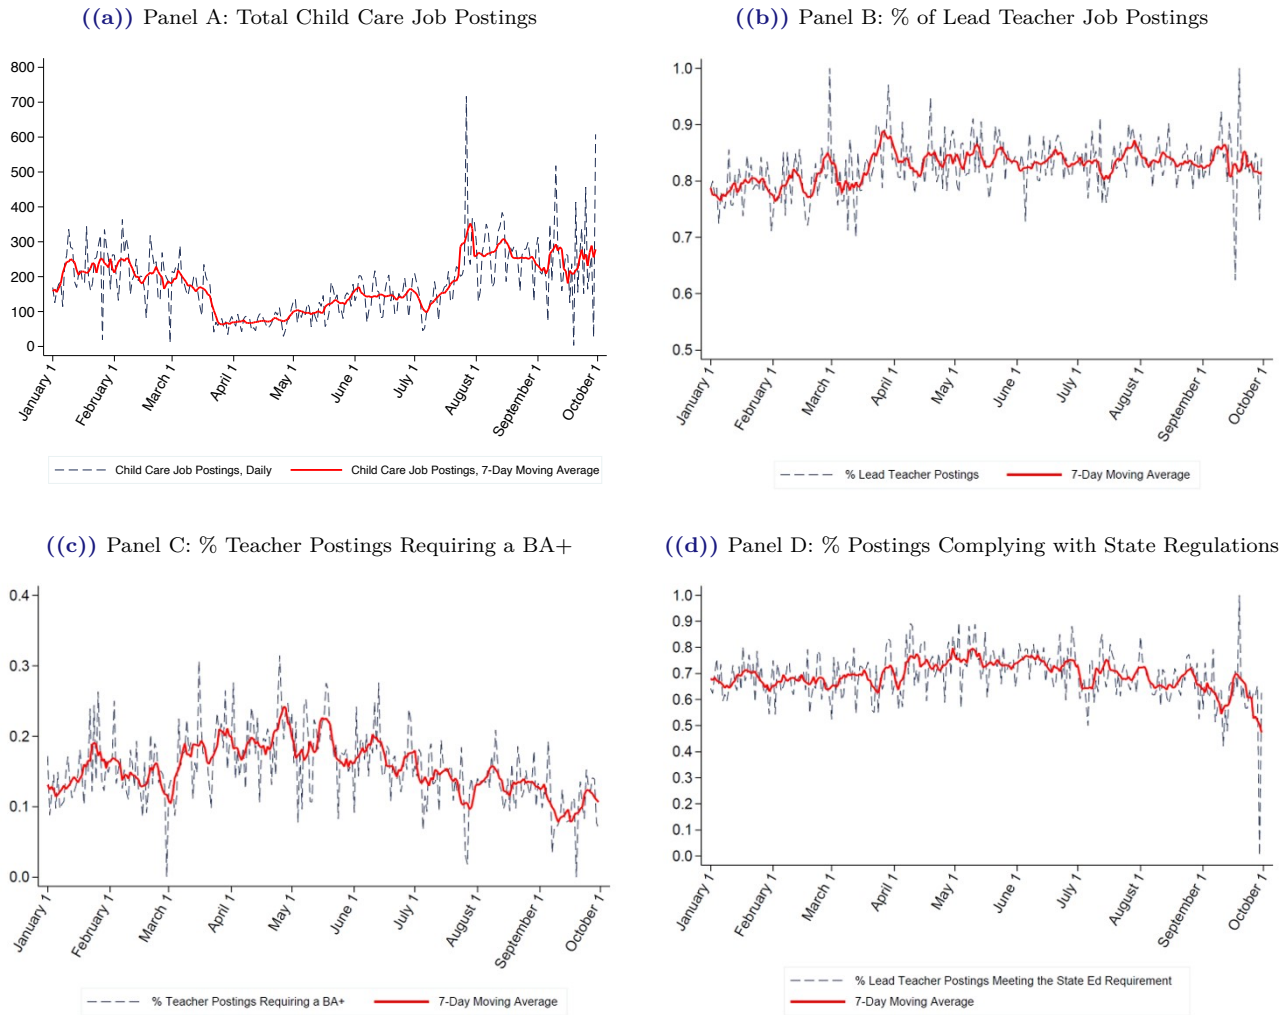 ((a)) Panel A: Total Child Care Job Postings
800
700
600
500
400
300
200
100
0
January 1
February 1
March 1
April 1
May 1
June 1
July 1
August 1
September 1
October 1
Child Care Job Postings, Daily
Child Care Job Postings, 7-Day Moving Average
((b)) Panel B: % of Lead Teacher Job Postings
1.0
0.9
0.8
0.7
0.6
0.5
January 1
February 1
March 1
April 1
May 1
June 1
July 1
August 1
September 1
October 1
% Lead Teacher Postings
7-Day Moving Average
((c)) Panel C: % Teacher Postings Requiring a BA+
0.4
0.3
0.2
0.1
0.0
January 1
February 1
March 1
April 1
May 1
June 1
July 1
August 1
September 1
October 1
% Teacher Postings Requiring a BA+
7-Day Moving Average
((d)) Panel D: % Postings Complying with State Regulations
1.0
0.9
0.8
0.7
0.6
0.5
0.4
0.3
0.2
0.1
0.0
January 1
February 1
March 1
April 1
May 1
June 1
July 1
August 1
September 1
October 1
% Lead Teacher Postings Meeting the State Ed Requirement
7-Day Moving Average